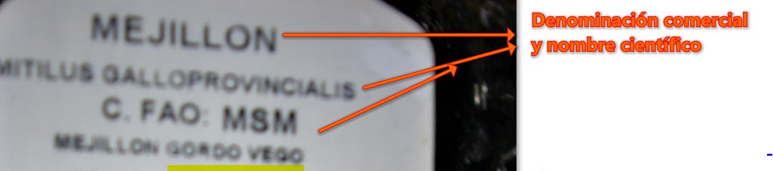 MEJILLON
MITILUS GALLOPROVINCIALIS
C. FAO: MSM
MEJILLON GORDO VEGO
Denominación comercial
y nombre científico